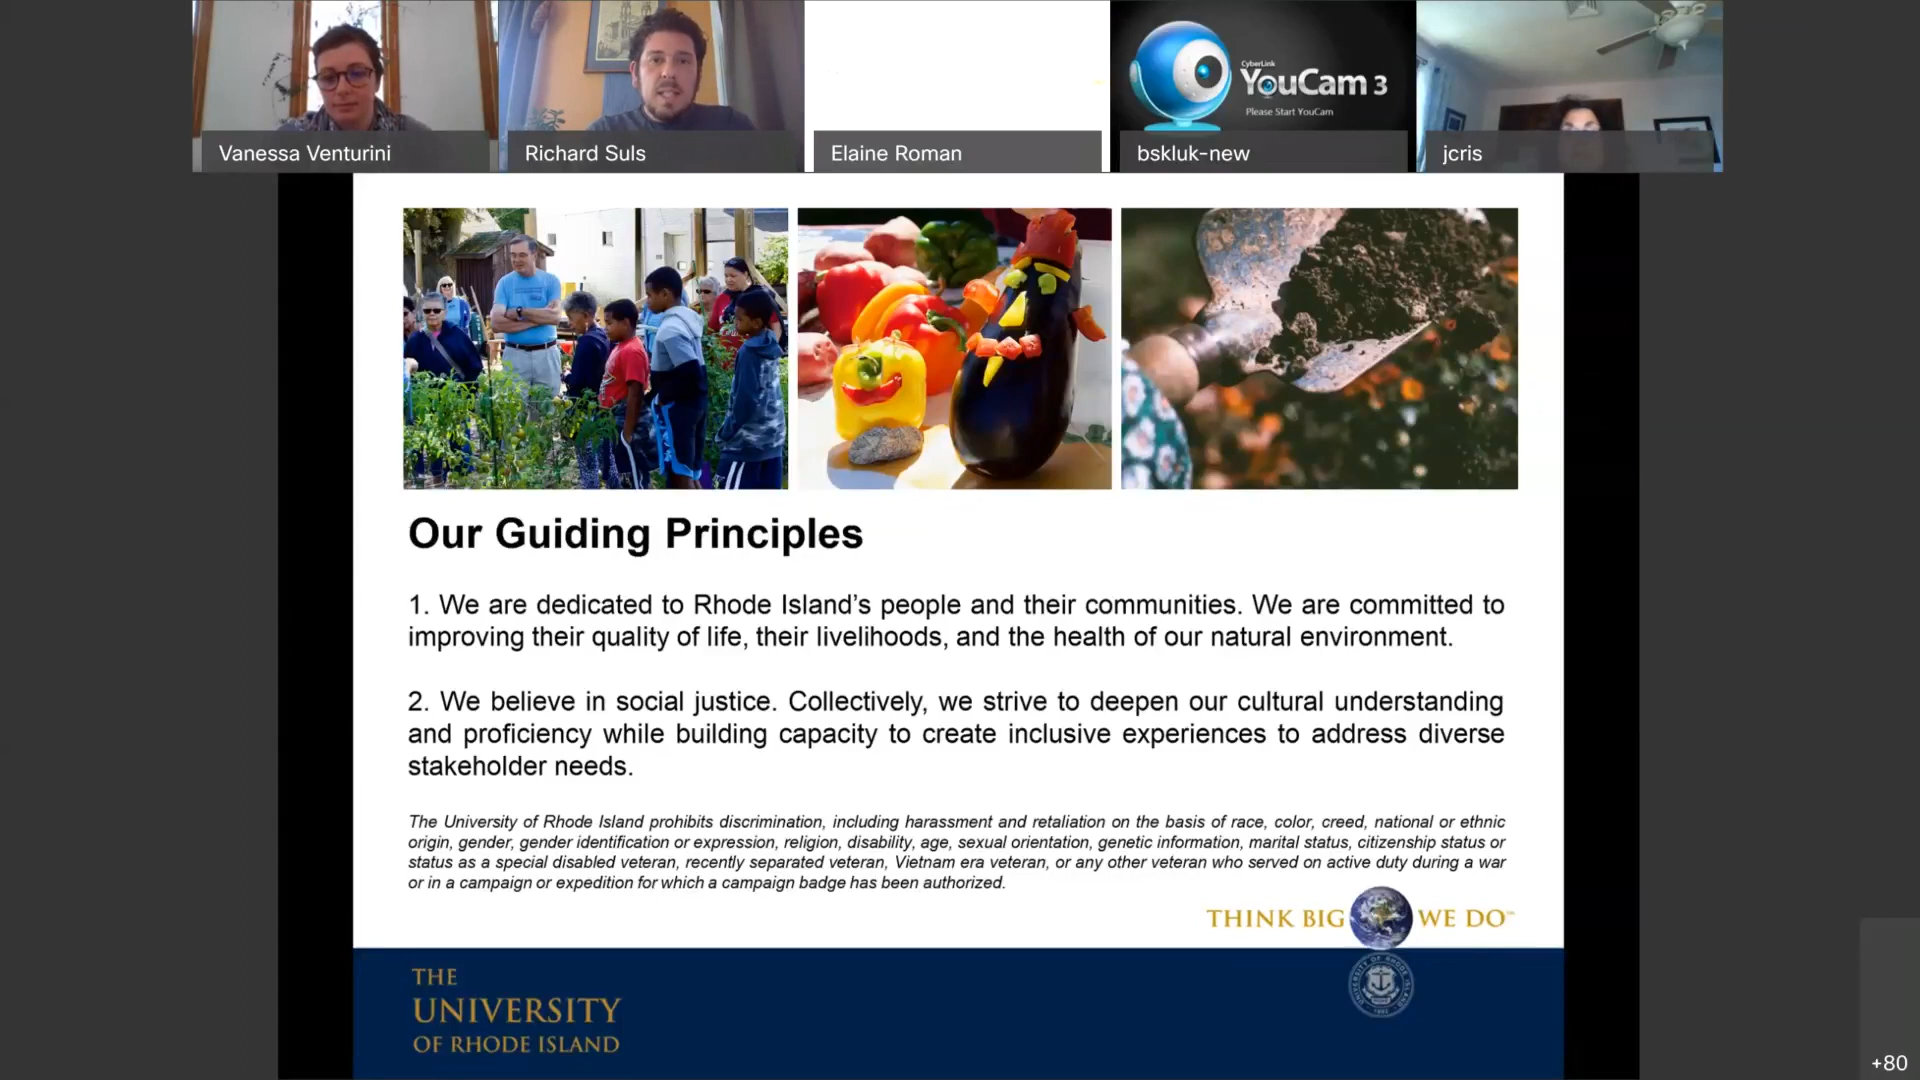 CyberLink
YouCam 3
Please Start YouCam
Vanessa Venturini
Richard Suls
Elaine Roman
bskluk-new
jcris
Our Guiding Principles
1. We are dedicated to Rhode Island’s people and their communities. We are committed to
improving their quality of life, their livelihoods, and the health of our natural environment.
2. We believe in social justice. Collectively, we strive to deepen our cultural understanding
and proficiency while building capacity to create inclusive experiences to address diverse
stakeholder needs.
The University of Rhode Island prohibits discrimination, including harassment and retaliation on the basis of race, color, creed, national or ethnic
origin, gender, gender identification or expression, religion, disability, age, sexual orientation, genetic information, marital status, citizenship status or
status as a special disabled veteran, recently separated veteran, Vietnam era veteran, or any other veteran who served on active duty during a war
or in a campaign or expedition for which a campaign badge has been authorized.
THINK BIG WE DO™
UNIVERSITY OF RHODE ISLAND
1892
THE
UNIVERSITY
OF RHODE ISLAND
+80